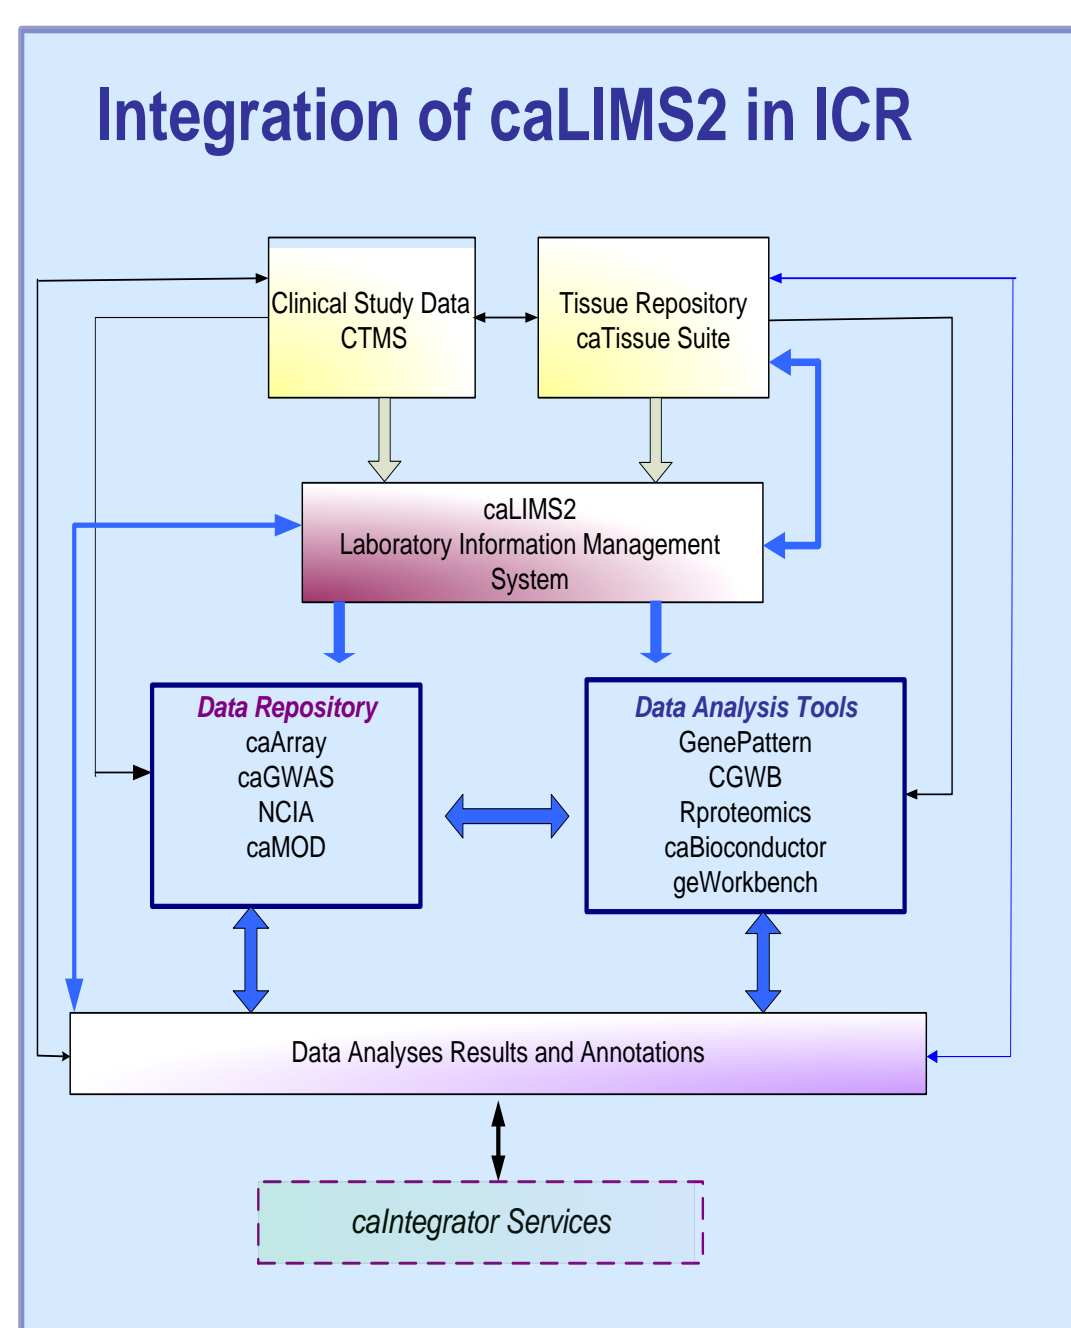 Integration of caLIMS2 in ICR
Clinical Study Data
CTMS
Tissue Repository
caTissue Suite
caLIMS2
Laboratory Information Management
System
Data Repository
caArray
caGWAS
NCIA
caMOD
Data Analysis Tools
GenePattern
CGWB
Rproteomics
caBioconductor
geWorkbench
Data Analyses Results and Annotations
caIntegrator Services